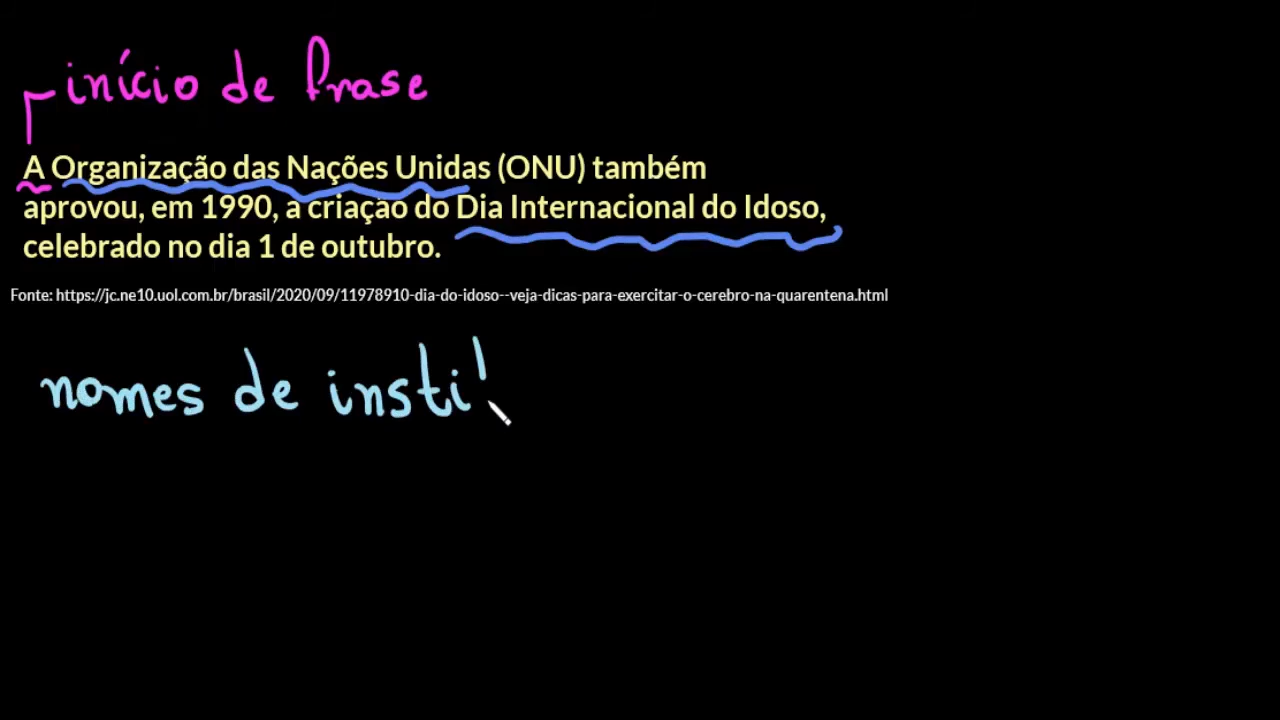 início de frase
A Organização das Nações Unidas (ONU) também
aprovou, em 1990, a criação do Dia Internacional do Idoso,
celebrado no dia 1 de outubro.
Fonte: https://jc.ne10.uol.com.br/brasil/2020/09/11978910-dia-do-idoso--veja-dicas-para-exercitar-o-cerebro-na-quarentena.html
nomes de insti